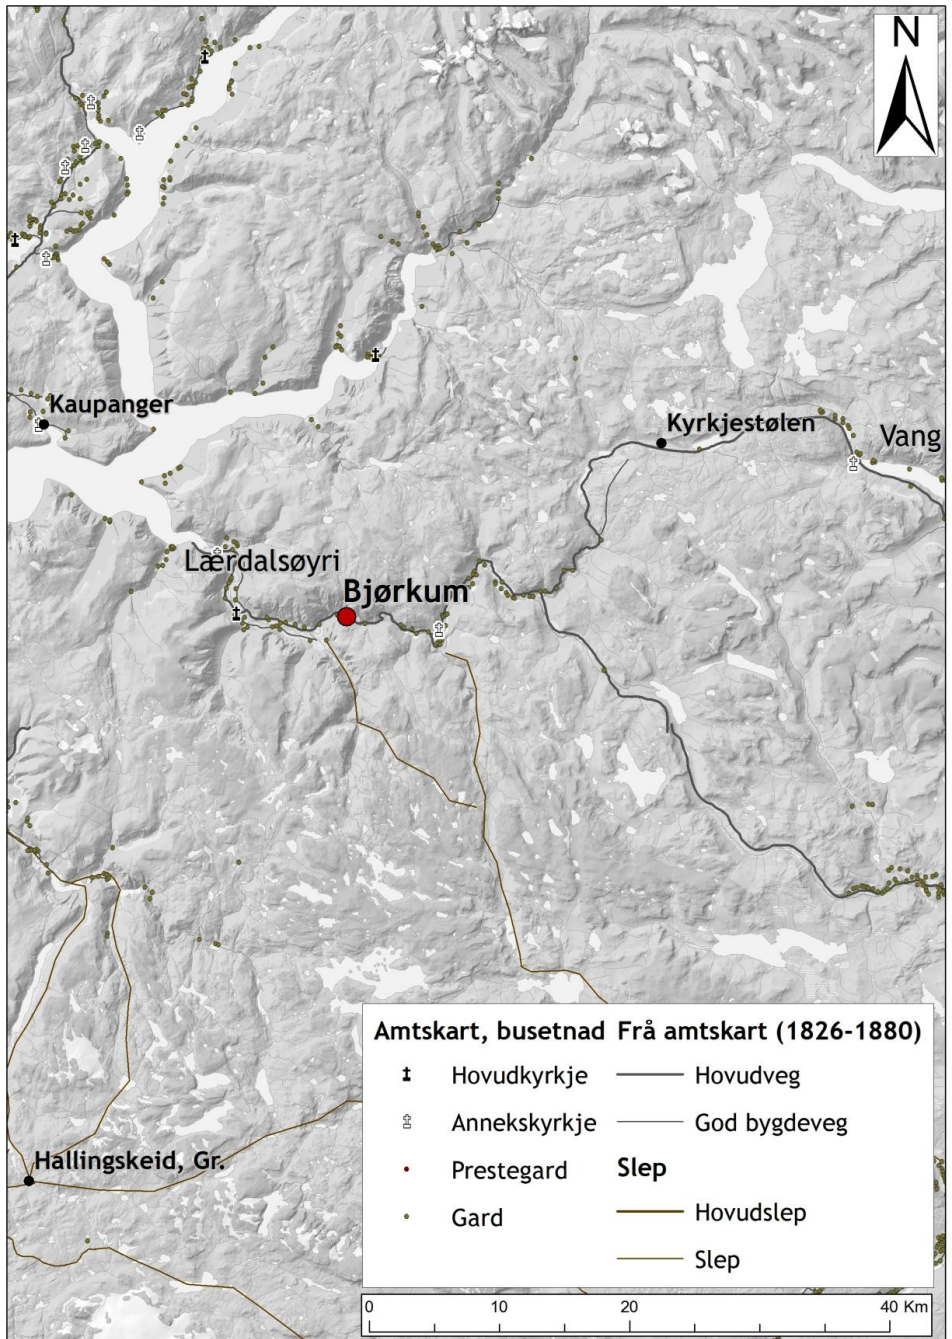 N
Kaupanger
Kyrkjestølen
Vang
Lærdalsøyri
Bjørkum
Hallingskeid, Gr.
Amtskart, busetnad Frå amtskart (1826-1880)
Hovudkyrkje Hovudveg
Annekskyrkje God bygdeveg
Prestegard Slep
Gard Hovudslep
Slep
0 10 20 40 Km